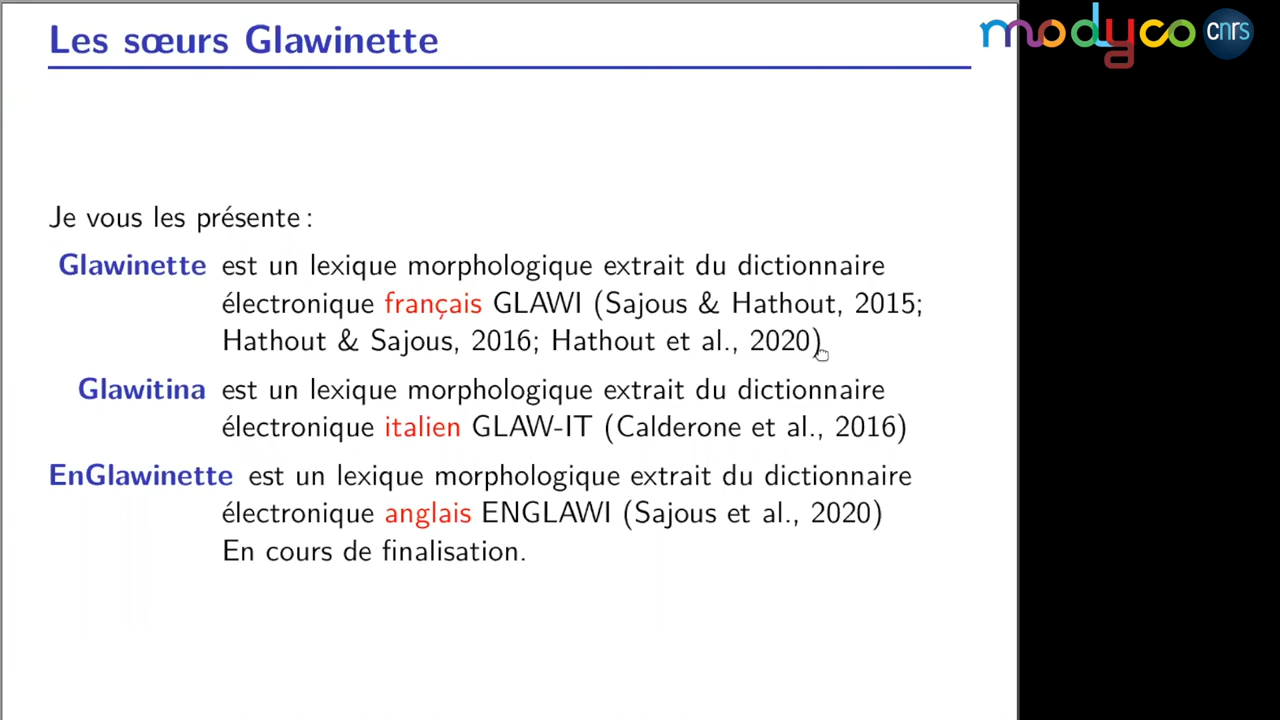 Les sœurs Glawinette
modyco cnrs
Je vous les présente :
Glawinette est un lexique morphologique extrait du dictionnaire
électronique français GLAWI (Sajous & Hathout, 2015;
Hathout & Sajous, 2016; Hathout et al., 2020)
Glawitina est un lexique morphologique extrait du dictionnaire
électronique italien GLAW-IT (Calderone et al., 2016)
EnGlawinette est un lexique morphologique extrait du dictionnaire
électronique anglais ENGLAWI (Sajous et al., 2020)
En cours de finalisation.